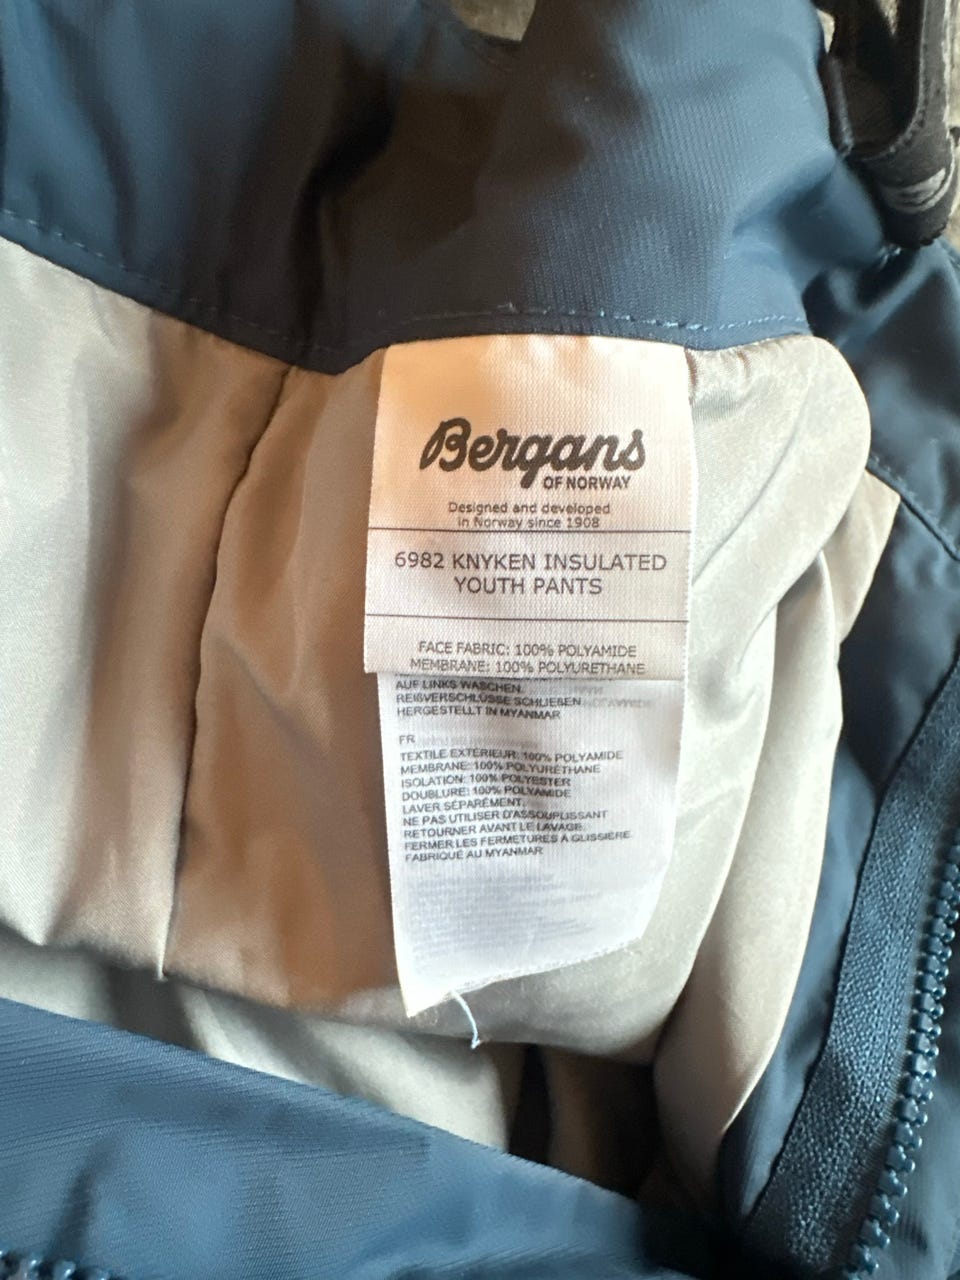 Bergans
OF NORWAY
Designed and developed
in Norway since 1908
6982 KNYKEN INSULATED
YOUTH PANTS
FACE FABRIC: 100% POLYAMIDE
MEMBRANE: 100% POLYURETHANE
AUF LINKS WASCHEN.
REIßVERSCHLÜSSE SCHLIEßEN
HERGESTELLT IN MYANMAR
FR
TEXTILE EXTÉRIEUR: 100% POLYAMIDE
MEMBRANE: 100% POLYURÉTHANE
ISOLATION: 100% POLYESTER
DOUBLURE: 100% POLYAMIDE
LAVER SÉPARÉMENT.
NE PAS UTILISER D'ASSOUPLISSANT
RETOURNER AVANT LE LAVAGE.
FERMER LES FERMETURES À GLISSIÈRE.
FABRIQUÉ AU MYANMAR